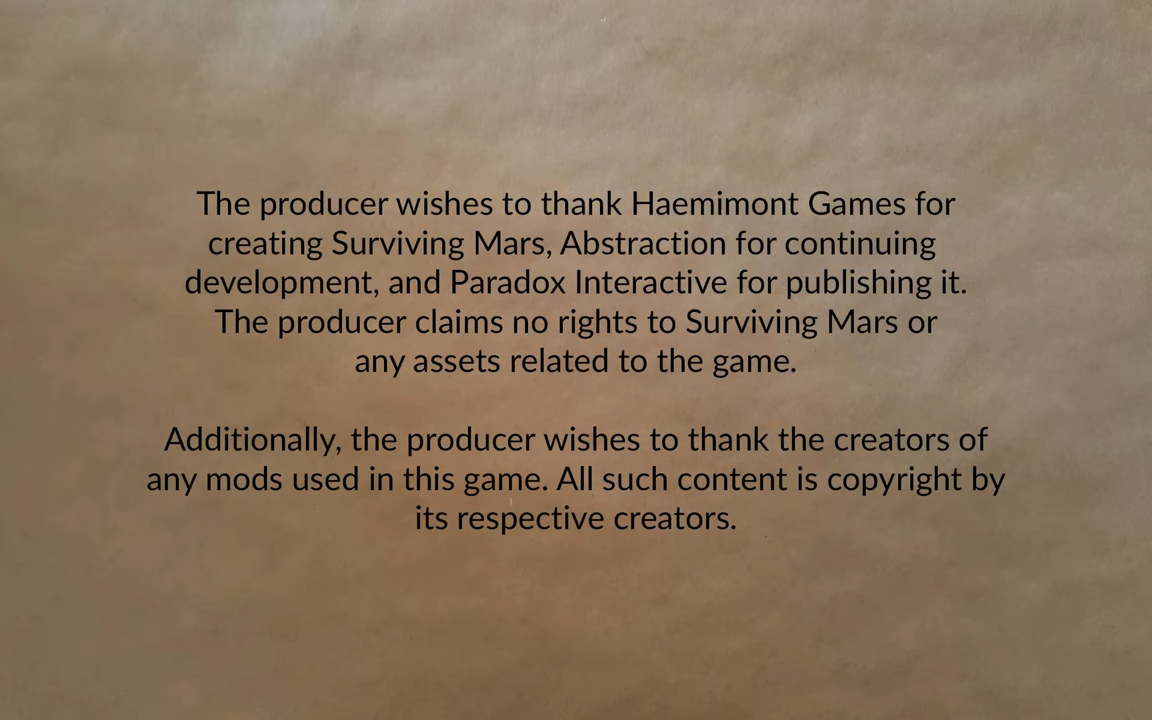 The producer wishes to thank Haemimont Games for
creating Surviving Mars, Abstraction for continuing
development, and Paradox Interactive for publishing it.
The producer claims no rights to Surviving Mars or
any assets related to the game.
Additionally, the producer wishes to thank the creators of
any mods used in this game. All such content is copyright by
its respective creators.